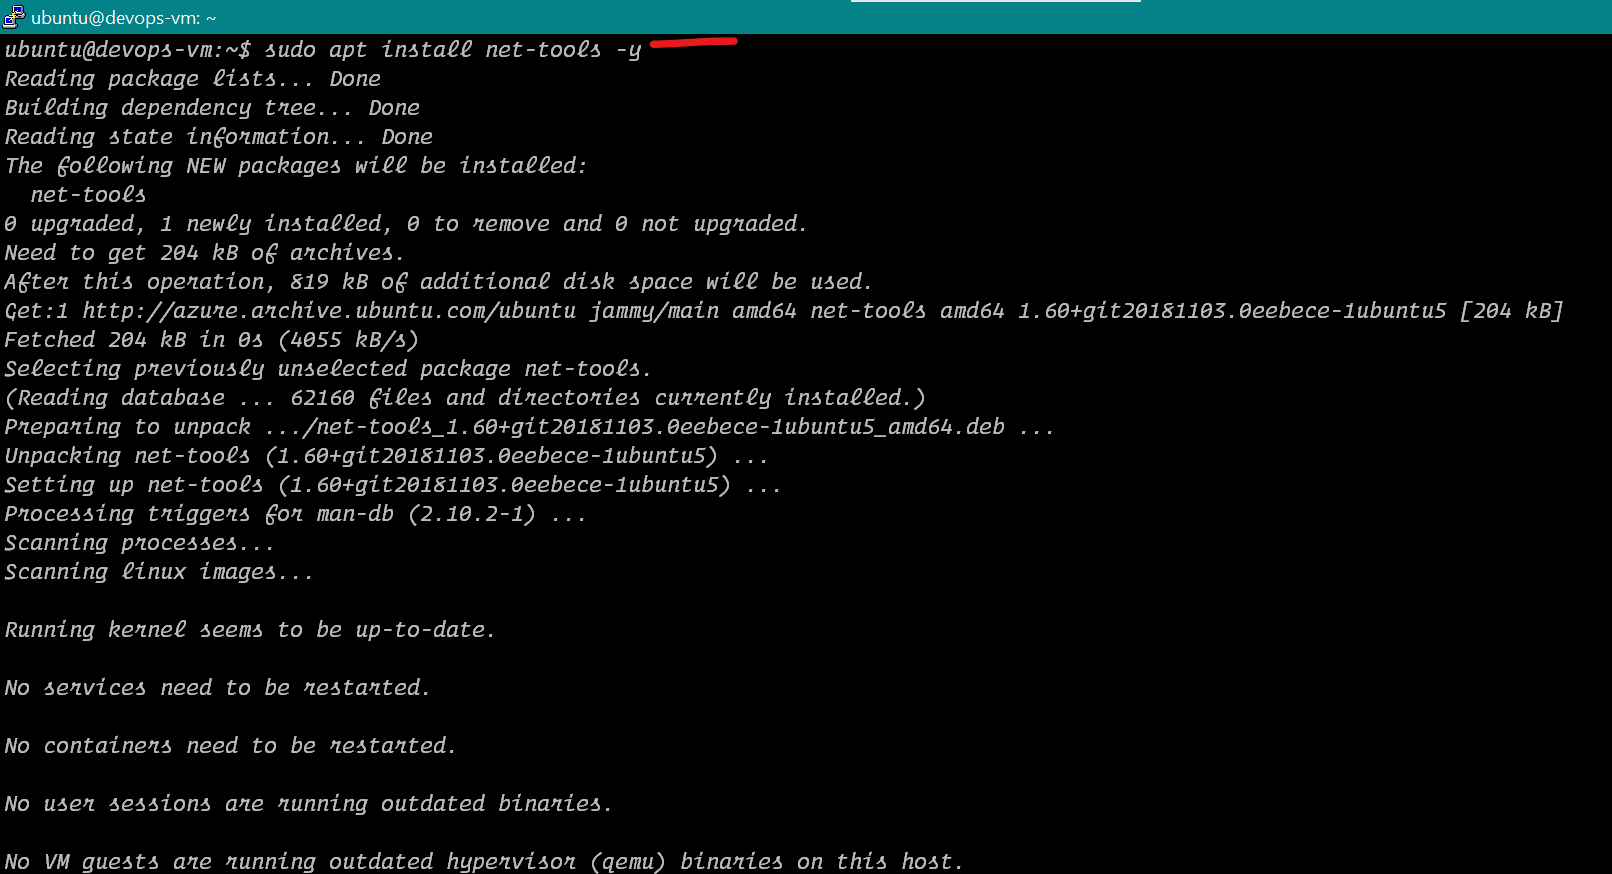 ubuntu@devops-vm: ~
ubuntu@devops-vm:~$ sudo apt install net-tools -y
Reading package lists... Done
Building dependency tree... Done
Reading state information... Done
The following NEW packages will be installed:
  net-tools
0 upgraded, 1 newly installed, 0 to remove and 0 not upgraded.
Need to get 204 kB of archives.
After this operation, 819 kB of additional disk space will be used.
Get:1 http://azure.archive.ubuntu.com/ubuntu jammy/main amd64 net-tools amd64 1.60+git20181103.0eebece-1ubuntu5 [204 kB]
Fetched 204 kB in 0s (4055 kB/s)
Selecting previously unselected package net-tools.
(Reading database ... 62160 files and directories currently installed.)
Preparing to unpack .../net-tools_1.60+git20181103.0eebece-1ubuntu5_amd64.deb ...
Unpacking net-tools (1.60+git20181103.0eebece-1ubuntu5) ...
Setting up net-tools (1.60+git20181103.0eebece-1ubuntu5) ...
Processing triggers for man-db (2.10.2-1) ...
Scanning processes...
Scanning linux images...
Running kernel seems to be up-to-date.
No services need to be restarted.
No containers need to be restarted.
No user sessions are running outdated binaries.
No VM guests are running outdated hypervisor (qemu) binaries on this host.